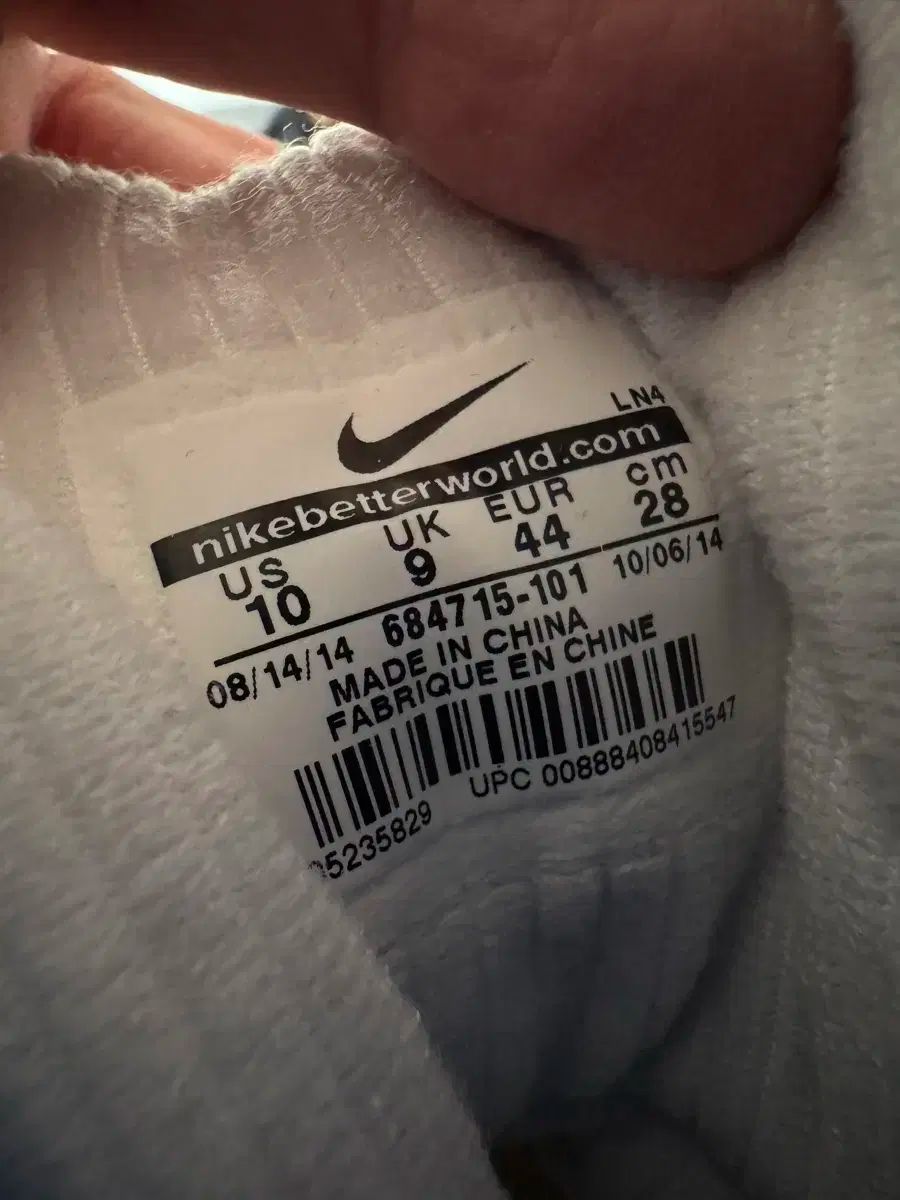 LN4
nikebetterworld.com
US UK EUR cm
10 9 44 28
08/14/14 684715-101 10/06/14
MADE IN CHINA
FABRIQUE EN CHINE
UPC 00888408415547
5235829